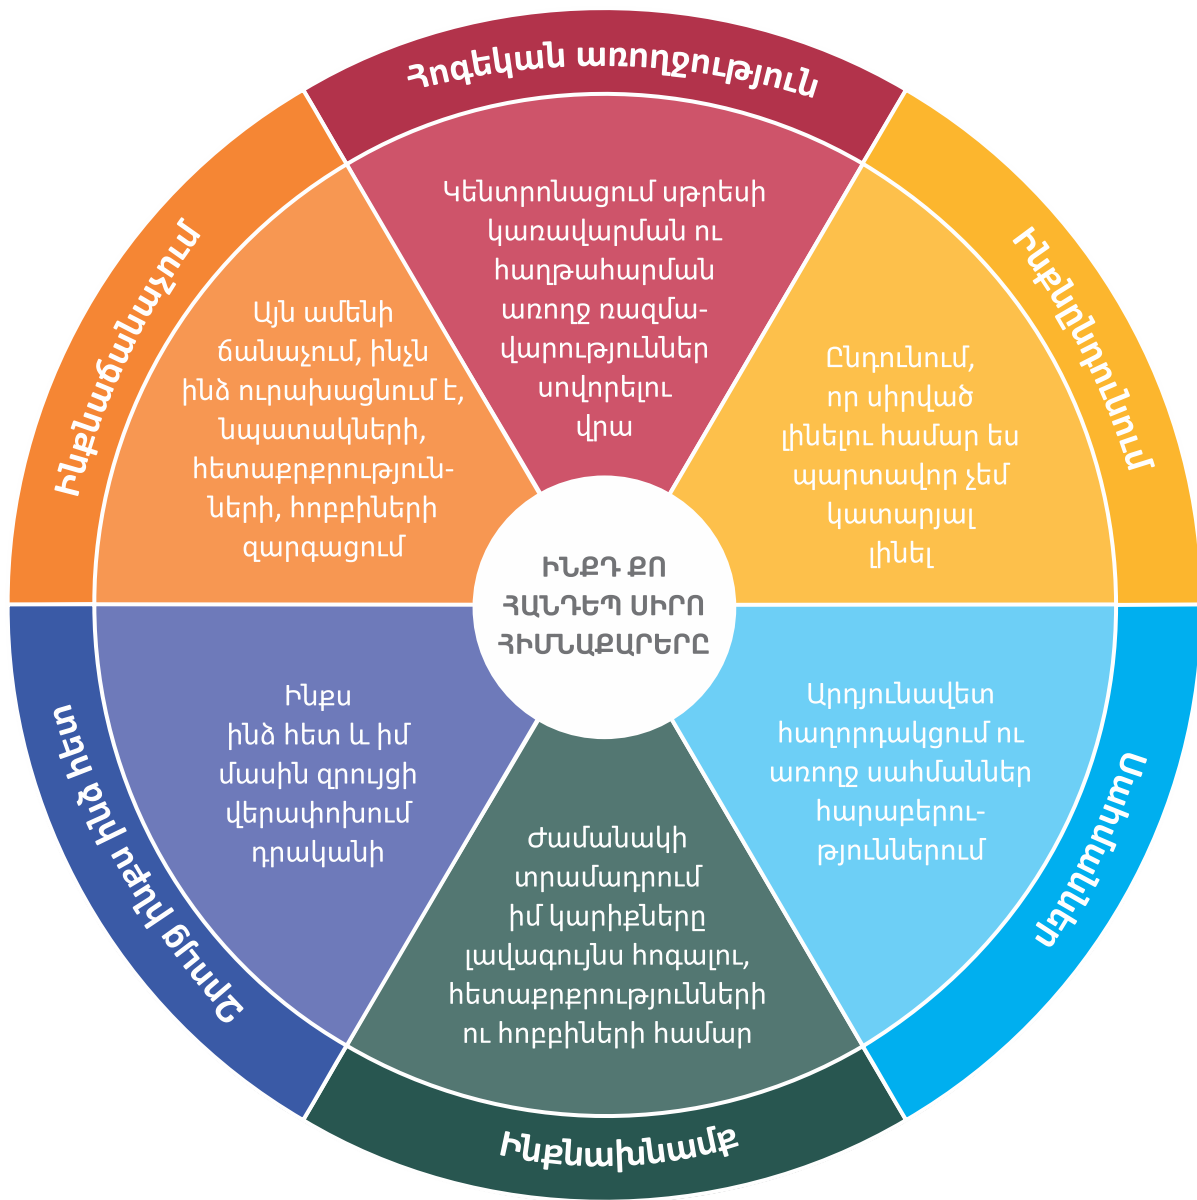 Հոգեկան առողջություն
Կենտրոնացում սթրեսի
կառավարման ու
հաղթահարման
առողջ ռազմա-
վարություններ
սովորելու
վրա
Ինքնընդունում
Ընդունում,
որ սիրված
լինելու համար ես
պարտավոր չեմ
կատարյալ
լինել
Սահմաններ
Արդյունավետ
հաղորդակցում ու
առողջ սահմաններ
հարաբերու-
թյուններում
Ինքնախնամք
Ժամանակի
տրամադրում
իմ կարիքները
լավագույնս հոգալու,
հետաքրքրությունների
ու հոբբիների համար
Զրույց ինքս ինձ հետ
Ինքս
ինձ հետ և իմ
մասին զրույցի
վերափոխում
դրականի
Ինքնաճանաչում
Այն ամենի
ճանաչում, ինչն
ինձ ուրախացնում է,
նպատակների,
հետաքրքրություն-
ների, հոբբիների
զարգացում
ԻՆՔԴ ՔՈ
ՀԱՆԴԵՊ ՍԻՐՈ
ՀԻՄՆԱՔԱՐԵՐԸ